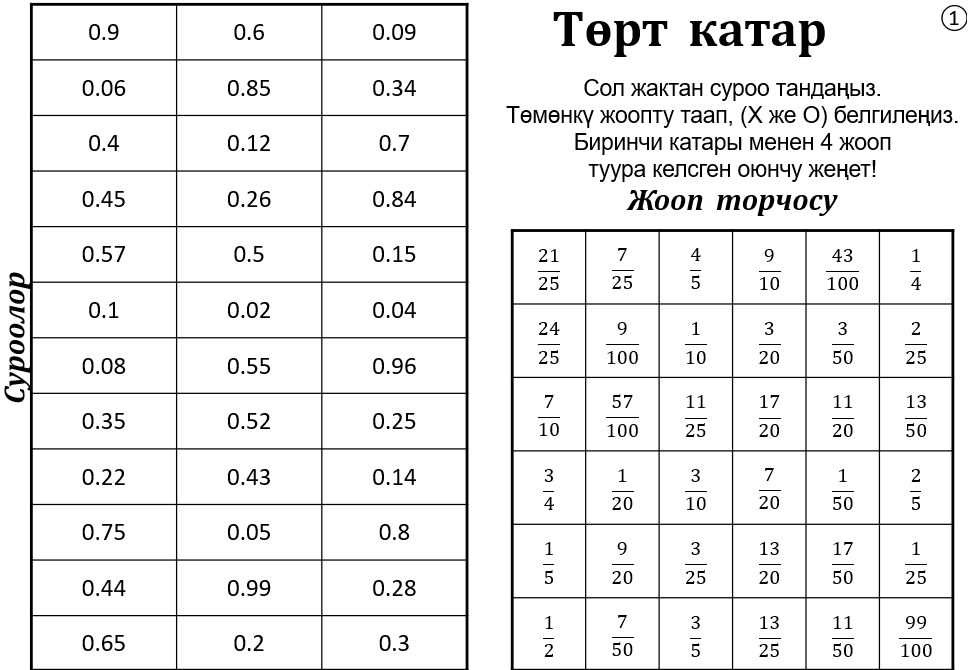 Суроолор
0.9 0.6 0.09
0.06 0.85 0.34
0.4 0.12 0.7
0.45 0.26 0.84
0.57 0.5 0.15
0.1 0.02 0.04
0.08 0.55 0.96
0.35 0.52 0.25
0.22 0.43 0.14
0.75 0.05 0.8
0.44 0.99 0.28
0.65 0.2 0.3
Төрт катар
①
Сол жактан суроо тандаңыз.
Төмөнкү жоопту таап, (Х же О) белгилеңиз.
Биринчи катары менен 4 жооп
туура келсген оюнчу жеңет!
Жооп торчосу
21/25 7/25 4/5 9/10 43/100 1/4
24/25 9/100 1/10 3/20 3/50 2/25
7/10 57/100 11/25 17/20 11/20 13/50
3/4 1/20 3/10 7/20 1/50 2/5
1/5 9/20 3/25 13/20 17/50 1/25
1/2 7/50 3/5 13/25 11/50 99/100